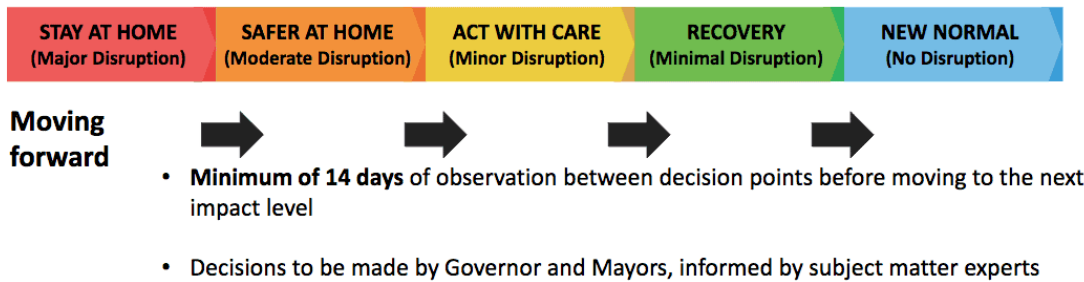 STAY AT HOME
(Major Disruption)
SAFER AT HOME
(Moderate Disruption)
ACT WITH CARE
(Minor Disruption)
RECOVERY
(Minimal Disruption)
NEW NORMAL
(No Disruption)
Moving
forward
• Minimum of 14 days of observation between decision points before moving to the next
impact level
• Decisions to be made by Governor and Mayors, informed by subject matter experts